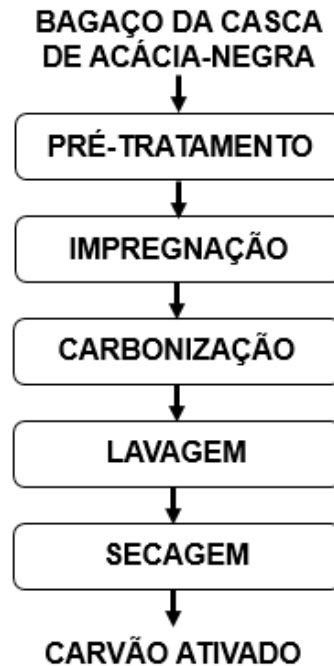 BAGAÇO DA CASCA
DE ACÁCIA-NEGRA
PRÉ-TRATAMENTO
IMPREGNAÇÃO
CARBONIZAÇÃO
LAVAGEM
SECAGEM
CARVÃO ATIVADO